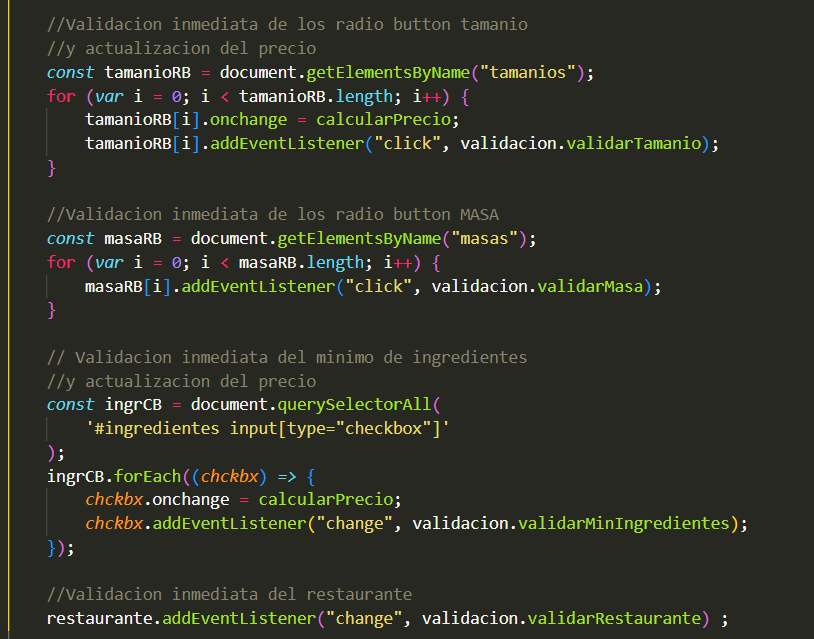 //Validacion inmediata de los radio button tamanio
//y actualizacion del precio
const tamanioRB = document.getElementsByName("tamanios");
for (var i = 0; i < tamanioRB.length; i++) {
    tamanioRB[i].onchange = calcularPrecio;
    tamanioRB[i].addEventListener("click", validacion.validarTamanio);
}

//Validacion inmediata de los radio button MASA
const masaRB = document.getElementsByName("masas");
for (var i = 0; i < masaRB.length; i++) {
    masaRB[i].addEventListener("click", validacion.validarMasa);
}

// Validacion inmediata del minimo de ingredientes
//y actualizacion del precio
const ingrCB = document.querySelectorAll(
    '#ingredientes input[type="checkbox"]'
);
ingrCB.forEach((chckbx) => {
    chckbx.onchange = calcularPrecio;
    chckbx.addEventListener("change", validacion.validarMinIngredientes);
});

//Validacion inmediata del restaurante
restaurante.addEventListener("change", validacion.validarRestaurante) ;